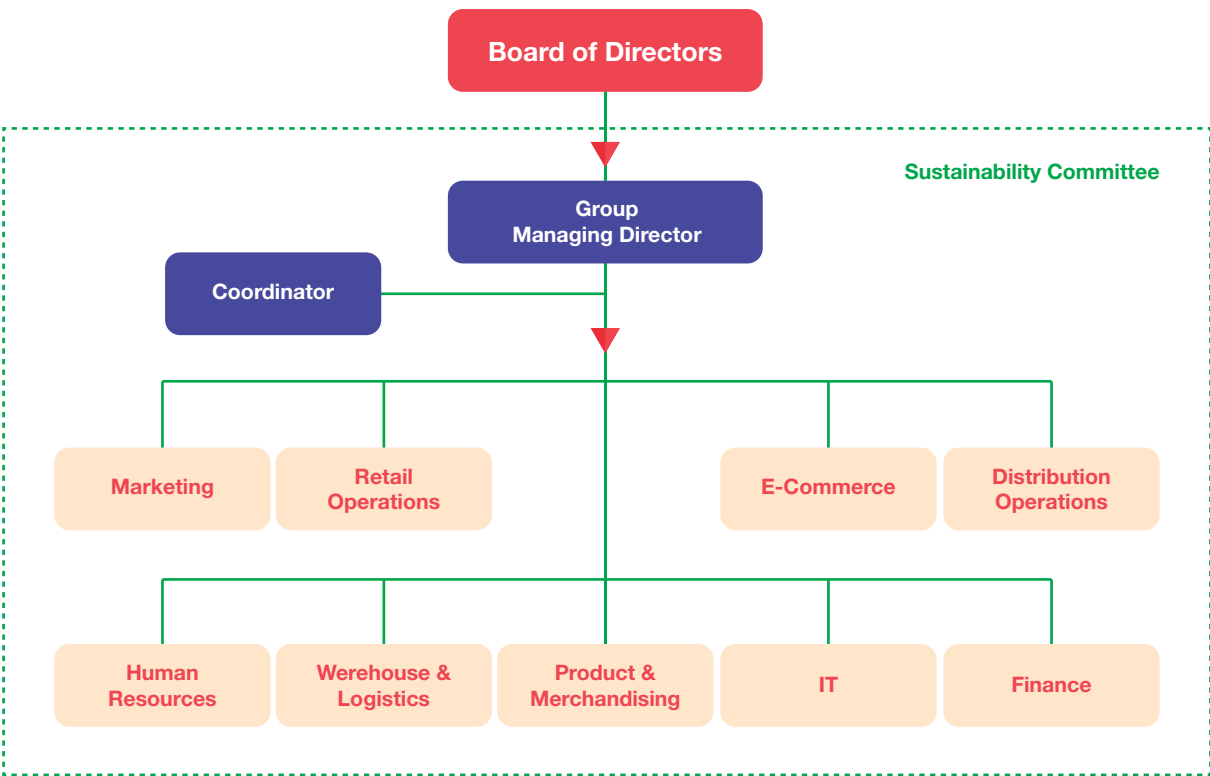 Board of Directors
Sustainability Committee
Group
Managing Director
Coordinator
Marketing
Retail
Operations
E-Commerce
Distribution
Operations
Human
Resources
Werehouse &
Logistics
Product &
Merchandising
IT
Finance